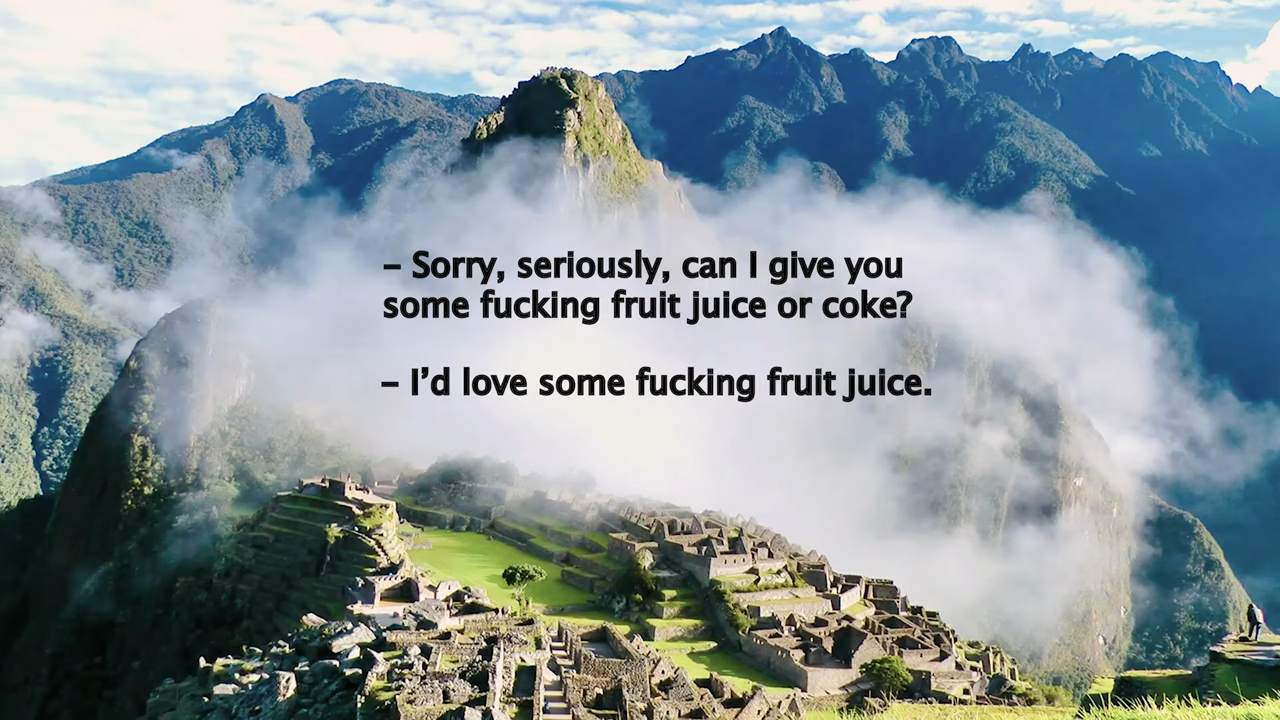 – Sorry, seriously, can I give you
some fucking fruit juice or coke?
– I’d love some fucking fruit juice.